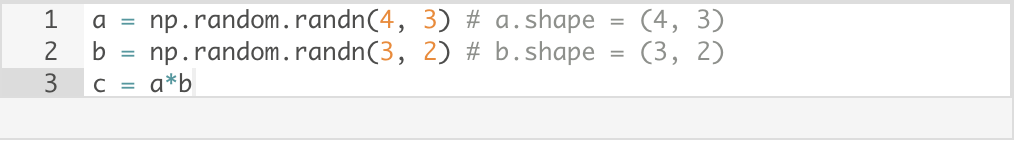 1 a = np.random.randn(4, 3) # a.shape = (4, 3)
2 b = np.random.randn(3, 2) # b.shape = (3, 2)
3 c = a*b